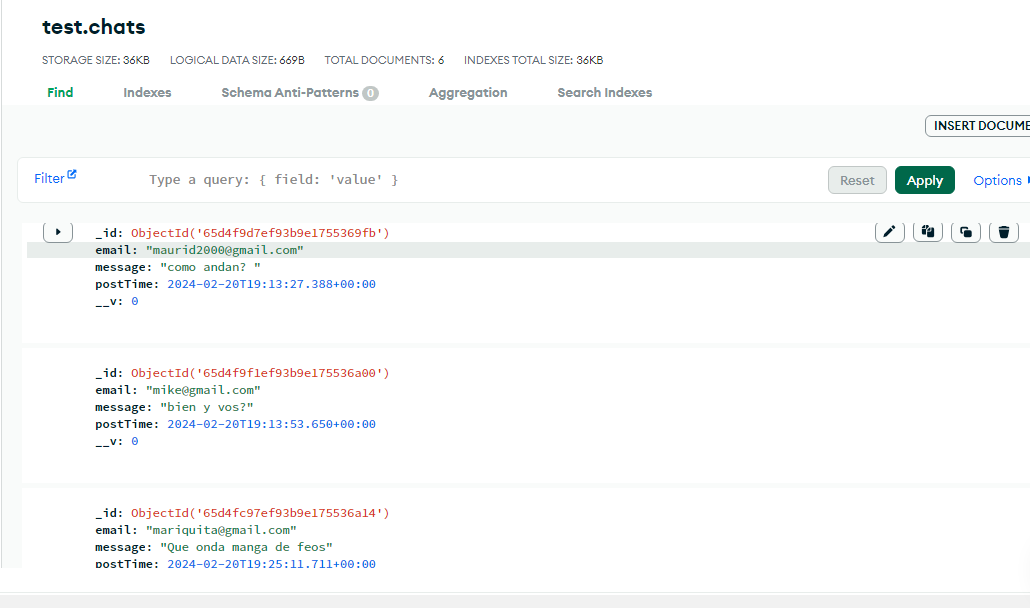 test.chats
STORAGE SIZE: 36KB LOGICAL DATA SIZE: 669B TOTAL DOCUMENTS: 6 INDEXES TOTAL SIZE: 36KB
Find Indexes Schema Anti-Patterns 0 Aggregation Search Indexes
INSERT DOCUME
Filter Type a query: { field: 'value' } Reset Apply Options
_id: ObjectId('65d4f9d7ef93b9e1755369fb')
email: "maurid2000@gmail.com"
message: "como andan? "
postTime: 2024-02-20T19:13:27.388+00:00
__v: 0
_id: ObjectId('65d4f9f1ef93b9e175536a00')
email: "mike@gmail.com"
message: "bien y vos?"
postTime: 2024-02-20T19:13:53.650+00:00
__v: 0
_id: ObjectId('65d4fc97ef93b9e175536a14')
email: "mariquita@gmail.com"
message: "Que onda manga de feos"
postTime: 2024-02-20T19:25:11.711+00:00